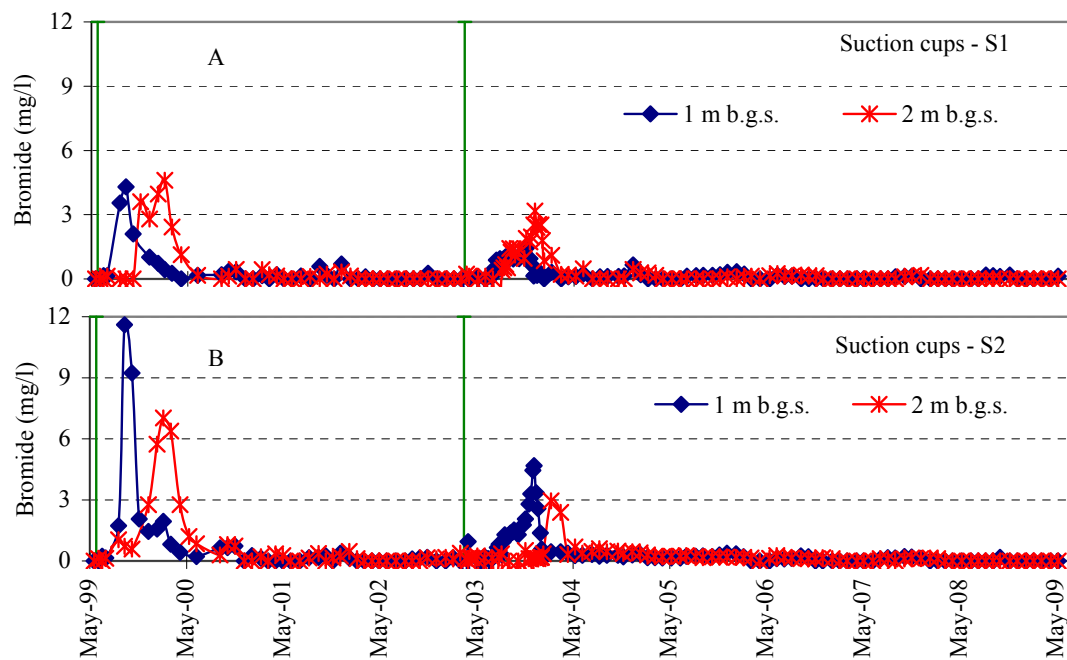 12
9
6
3
0
Bromide (mg/l)
A
Suction cups - S1
1 m b.g.s.
2 m b.g.s.
12
9
6
3
0
Bromide (mg/l)
B
Suction cups - S2
1 m b.g.s.
2 m b.g.s.
May-99
May-00
May-01
May-02
May-03
May-04
May-05
May-06
May-07
May-08
May-09